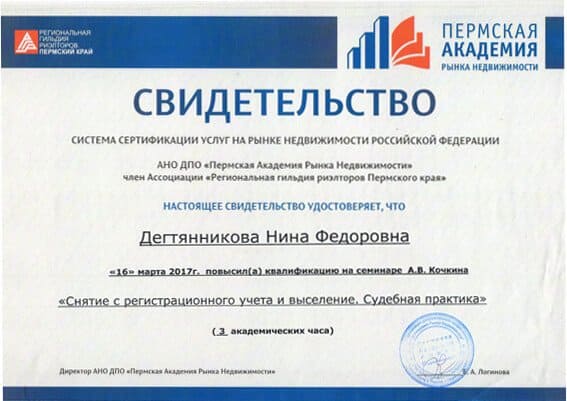 РЕГИОНАЛЬНАЯ
ГИЛЬДИЯ
РИЭЛТОРОВ
ПЕРМСКИЙ КРАЙ
ПЕРМСКАЯ
АКАДЕМИЯ
РЫНКА НЕДВИЖИМОСТИ
СВИДЕТЕЛЬСТВО
СИСТЕМА СЕРТИФИКАЦИИ УСЛУГ НА РЫНКЕ НЕДВИЖИМОСТИ РОССИЙСКОЙ ФЕДЕРАЦИИ
АНО ДПО «Пермская Академия Рынка Недвижимости»
член Ассоциации «Региональная гильдия риэлторов Пермского края»
НАСТОЯЩЕЕ СВИДЕТЕЛЬСТВО УДОСТОВЕРЯЕТ, ЧТО
Дегтянникова Нина Федоровна
«16» марта 2017г. повысил(а) квалификацию на семинаре А.В. Кочкина
«Снятие с регистрационного учета и выселение. Судебная практика»
( 3 академических часа)
Директор АНО ДПО «Пермская Академия Рынка Недвижимости»
Е. А. Логинова